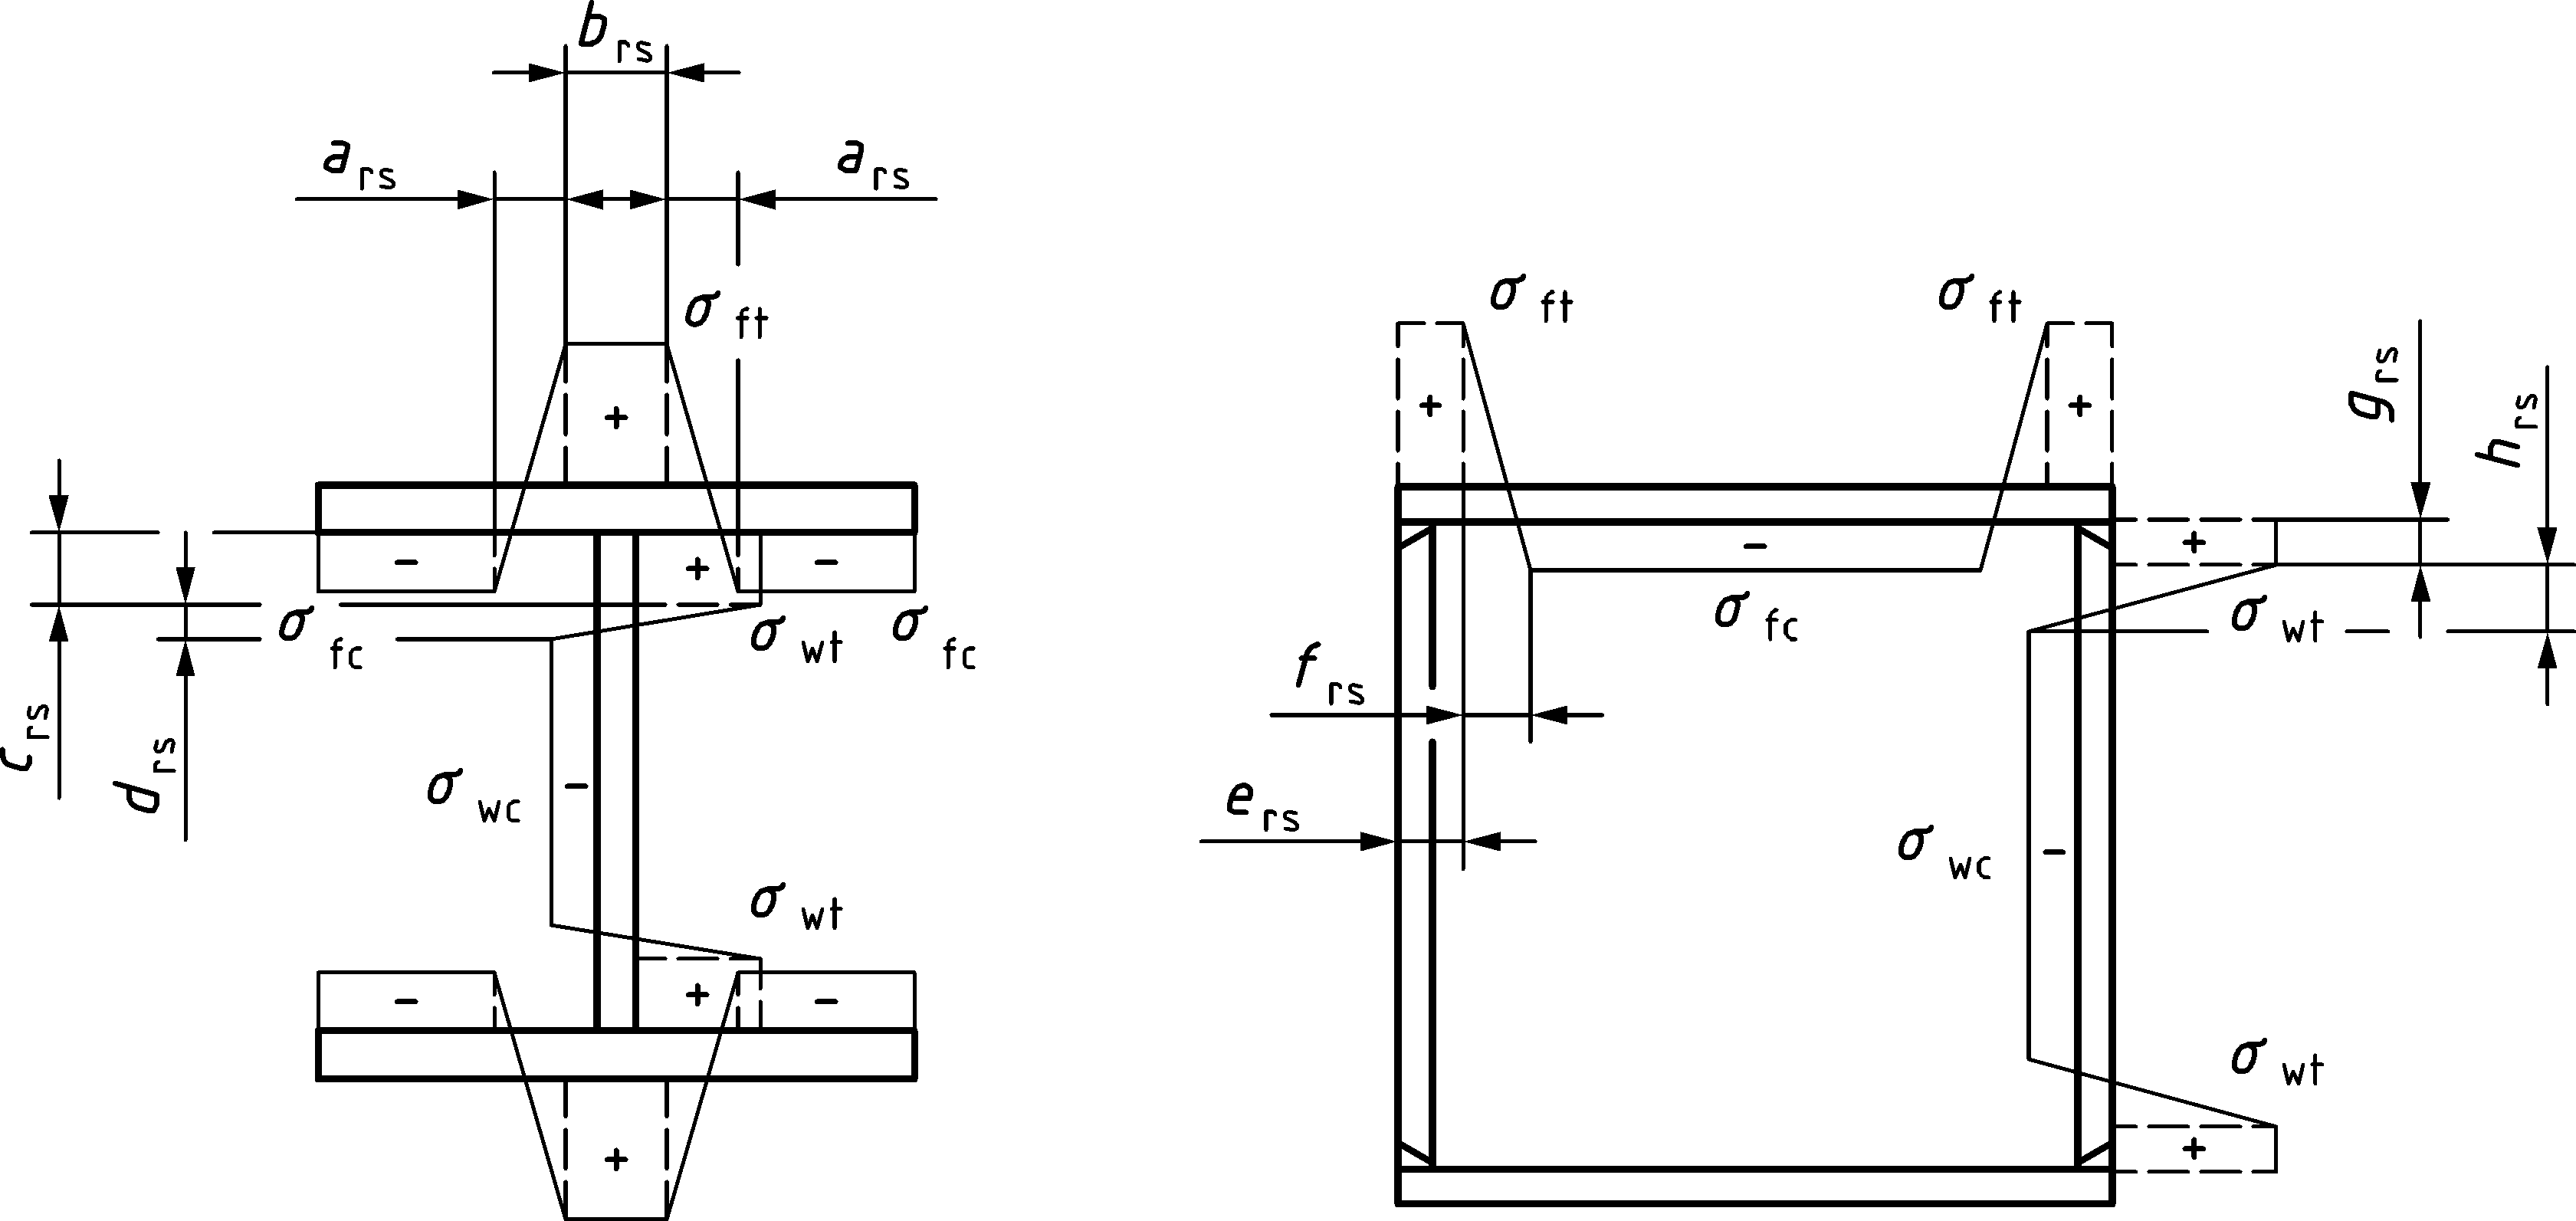 b rs
a rs
a rs
σ ft
+
- + -
σ fc
σ wt
σ fc
c rs
d rs
σ wc
-
σ wt
- + -
+
σ ft
σ ft
+
+
g rs
h rs
-
+
σ fc
σ wt
f rs
e rs
σ wc
-
σ wt
+